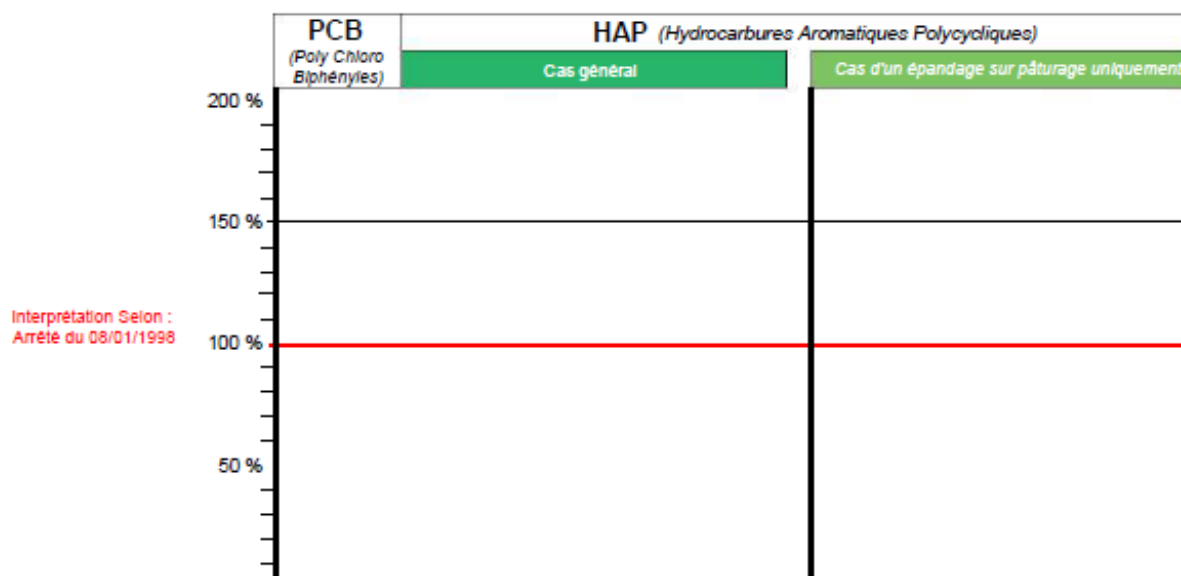 PCB
(Poly Chloro
Biphényles)
HAP (Hydrocarbures Aromatiques Polycycliques)
Cas général
Cas d'un épandage sur pâturage uniquement
200 %
150 %
Interprétation Selon :
Arrêté du 08/01/1998
100 %
50 %